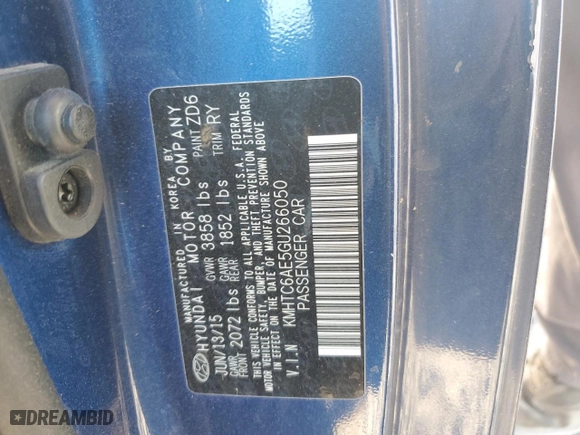 MANUFACTURED IN KOREA BY
HYUNDAI MOTOR COMPANY
JUN/13/15 GVWR 3858 lbs PAINT ZD6
GAWR FRONT 2072 lbs GAWR REAR 1852 lbs TRIM RY
THIS VEHICLE CONFORMS TO ALL APPLICABLE U.S.A. FEDERAL
MOTOR VEHICLE SAFETY, BUMPER, AND THEFT PREVENTION STANDARDS
IN EFFECT ON THE DATE OF MANUFACTURE SHOWN ABOVE
V.I.N KMHTC6AE5GU266050
PASSENGER CAR
DREAMBID